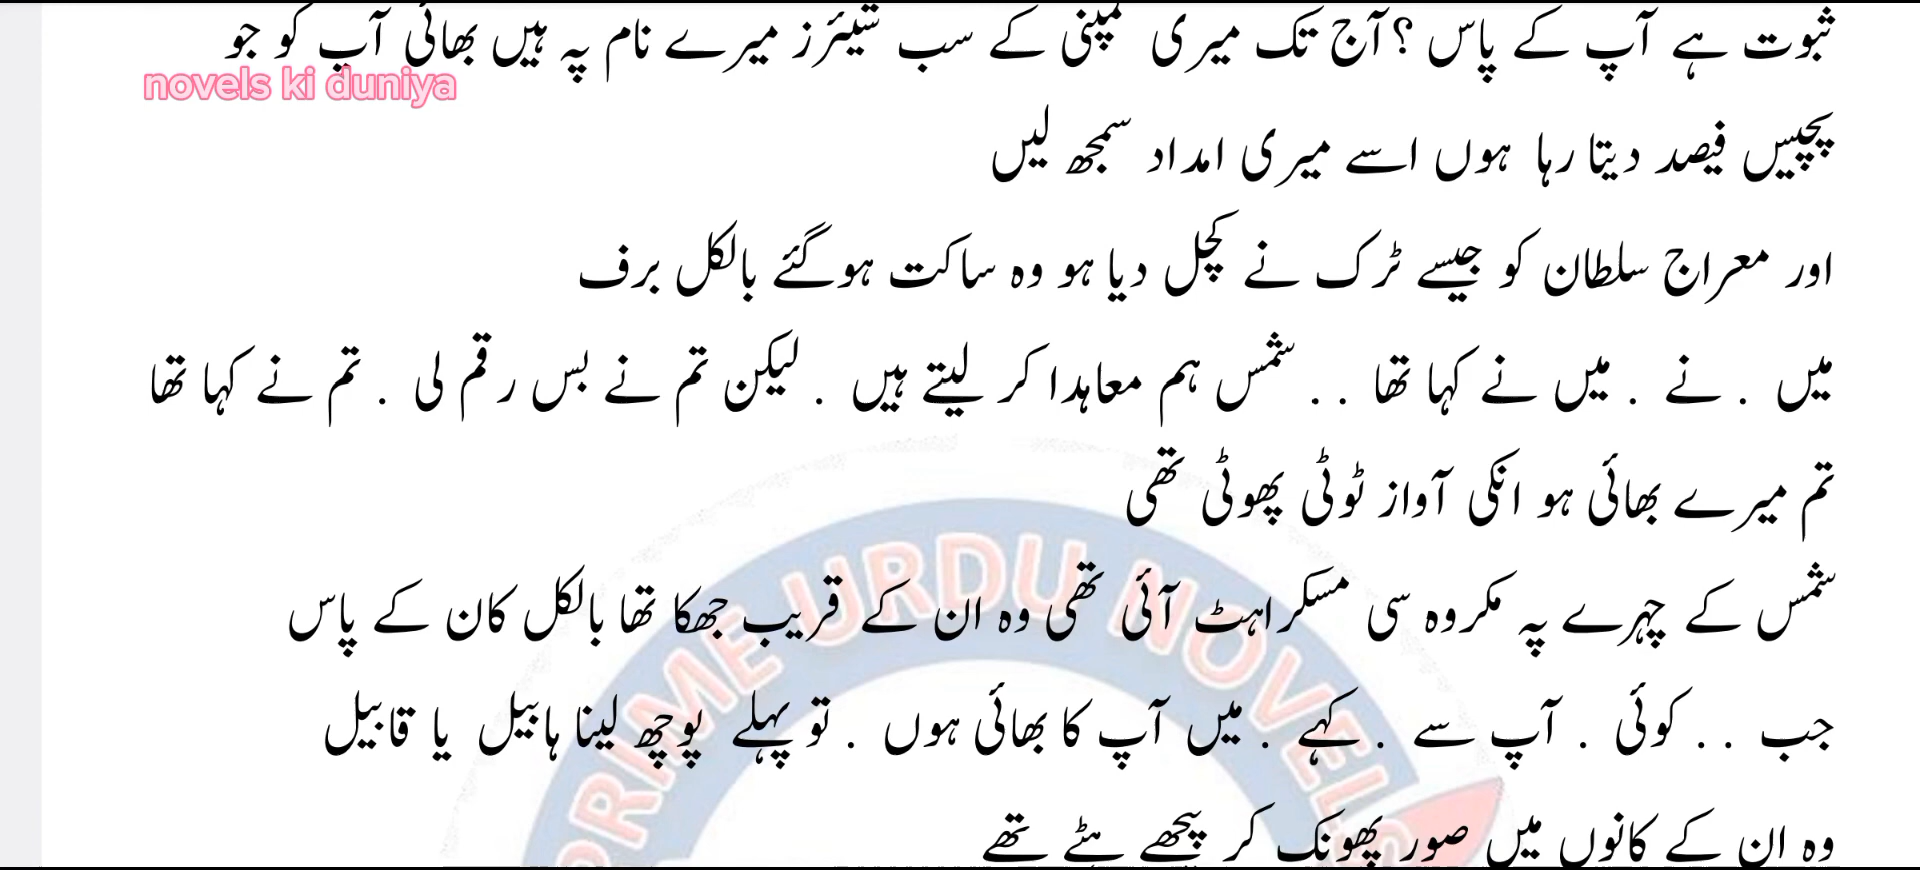 ثبوت ہے آپ کے پاس ؟ آج تک میری کمپنی کے سب شیئرز میرے نام پہ ہیں بھائی آپ کو جو
novels ki duniya
پچیس فیصد دیتا رہا ہوں اسے میری امداد سمجھ لیں
اور معراج سلطان کو جیسے ٹرک نے کچل دیا ہو وہ ساکت ہوگئے بالکل برف
میں . نے . میں نے کہا تھا . . شمس ہم معاہدا کر لیتے ہیں . لیکن تم نے بس رقم لی . تم نے کہا تھا
تم میرے بھائی ہو انکی آواز ٹوٹی پھوٹی تھی
شمس کے چہرے پہ مکروہ سی مسکراہٹ آئی تھی وہ ان کے قریب جھکا تھا بالکل کان کے پاس
جب . . کوئی . آپ سے . کہے . میں آپ کا بھائی ہوں . تو پہلے پوچھ لینا ہابیل یا قابیل
وہ ان کے کانوں میں صور پھونک کر پیچھے ہٹے تھے
PRIME URDU NOVELS